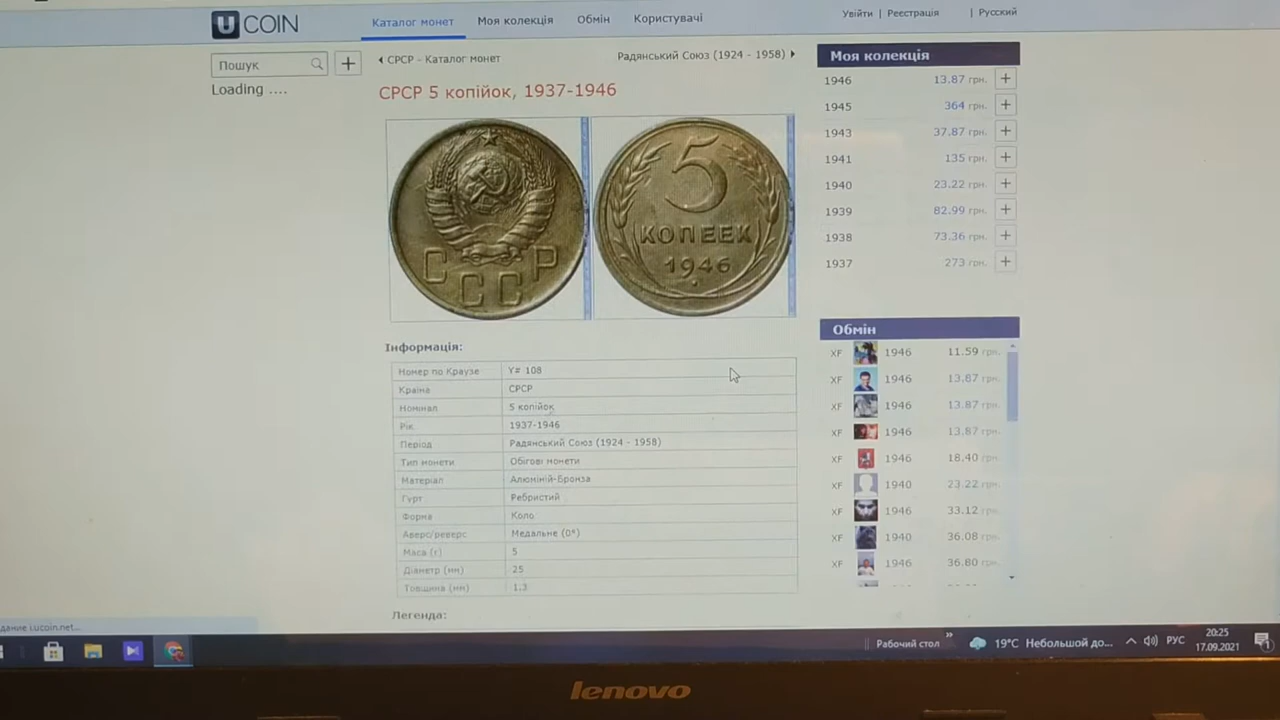 UCOIN
Каталог монет
Моя колекція
Обмін
Користувачі
Увійти | Реєстрація | Русский
Пошук
Loading ....
СРСР - Каталог монет
Радянський Союз (1924 - 1958)
СРСР 5 копійок, 1937-1946
СССР
5
КОПЕЕК
1946
Інформація:
Номер по Краузе Y# 108
Країна СРСР
Номінал 5 копійок
Рік 1937-1946
Період Радянський Союз (1924 - 1958)
Тип монети Обігові монети
Матеріал Алюміній-Бронза
Гурт Ребристий
Форма Коло
Аверс/реверс Медальне (0°)
Маса (г) 5
Діаметр (мм) 25
Товщина (мм) 1.3
Легенда:
Моя колекція
1946 13.87 грн. +
1945 364 грн. +
1943 37.87 грн. +
1941 135 грн. +
1940 23.22 грн. +
1939 82.99 грн. +
1938 73.36 грн. +
1937 273 грн. +
Обмін
XF 1946 11.59 грн.
XF 1946 13.87 грн.
XF 1946 13.87 грн.
XF 1946 13.87 грн.
XF 1946 18.40 грн.
XF 1940 23.22 грн.
XF 1946 33.12 грн.
XF 1940 36.08 грн.
XF 1946 36.80 грн.
дание i.ucoin.net...
Рабочий стол
19°C Небольшой до...
РУС
20:25
17.09.2021
1
lenovo